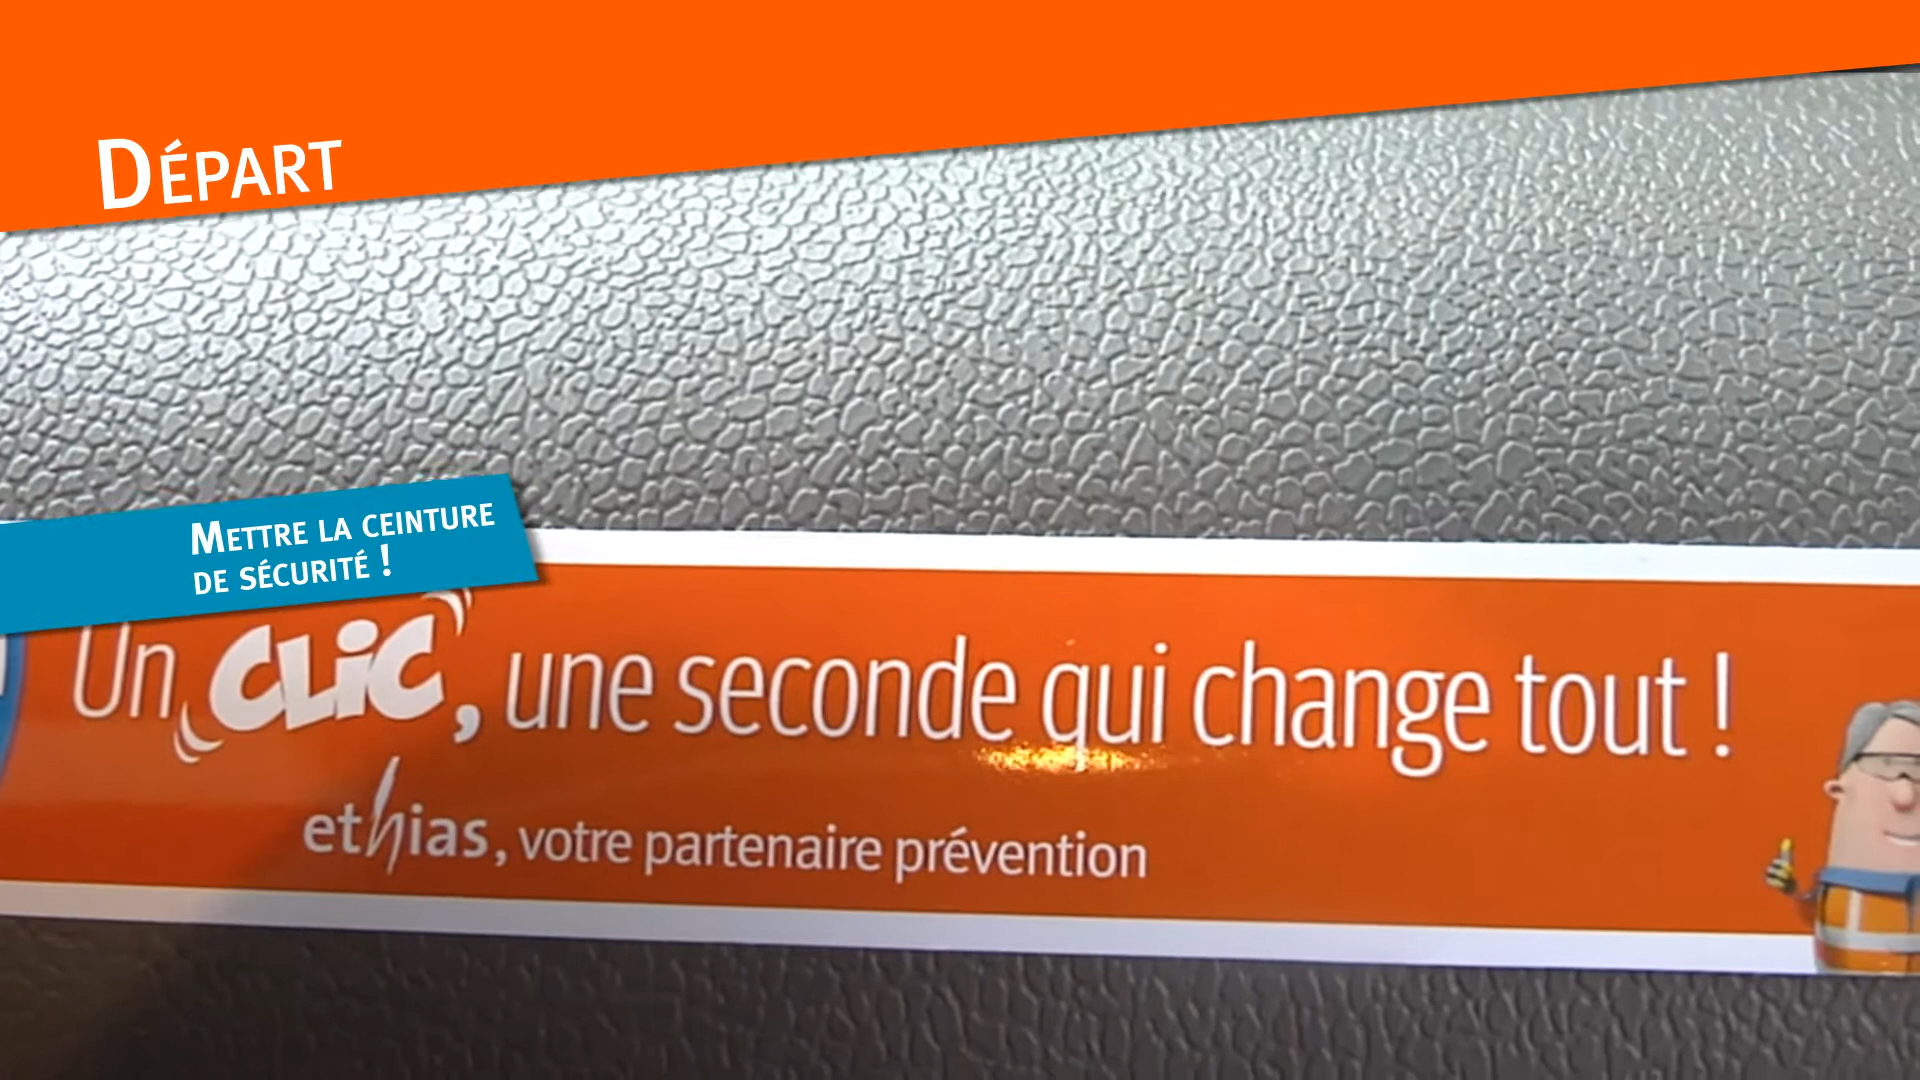 DÉPART
METTRE LA CEINTURE
DE SÉCURITÉ !
Un CLiC, une seconde qui change tout !
ethias, votre partenaire prévention